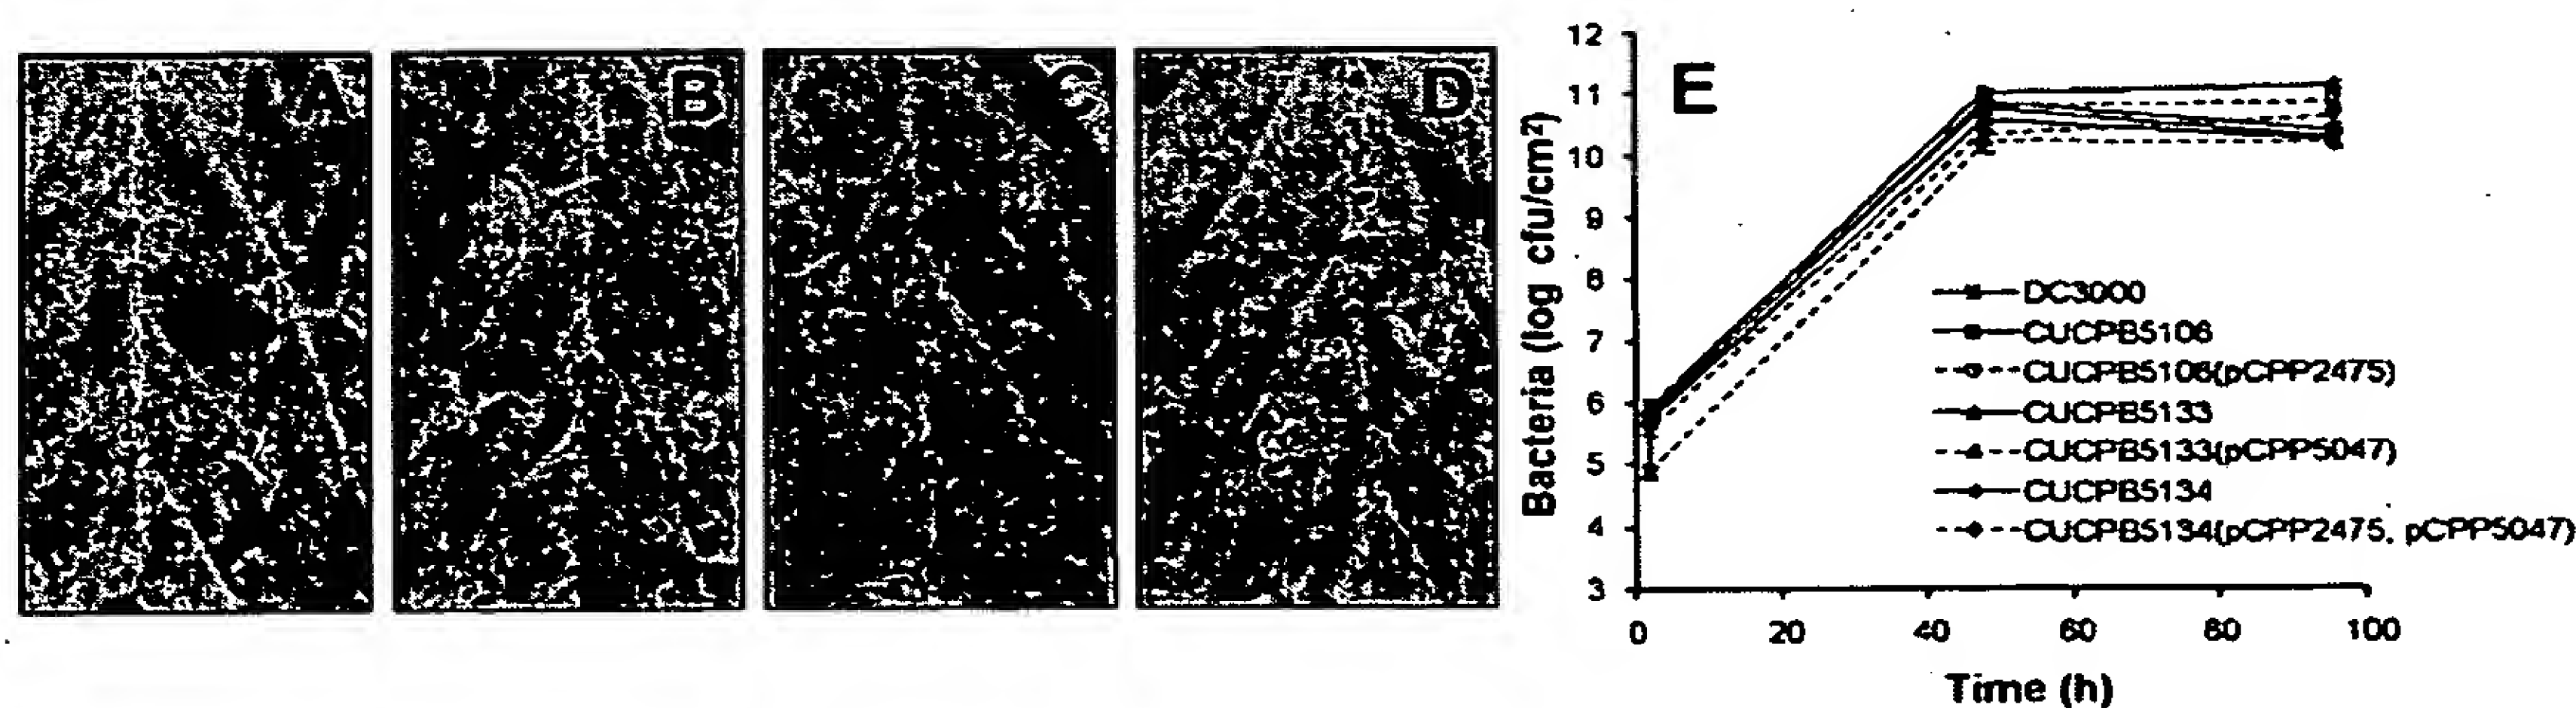 A
B
C
D
E
Bacteria (log cfu/cm²)
12
11
10
9
8
7
6
5
4
3
0 20 40 60 80 100
Time (h)
DC3000
CUCPB5106
CUCPB5106(pCPP2475)
CUCPB5133
CUCPB5133(pCPP5047)
CUCPB5134
CUCPB5134(pCPP2475, pCPP5047)